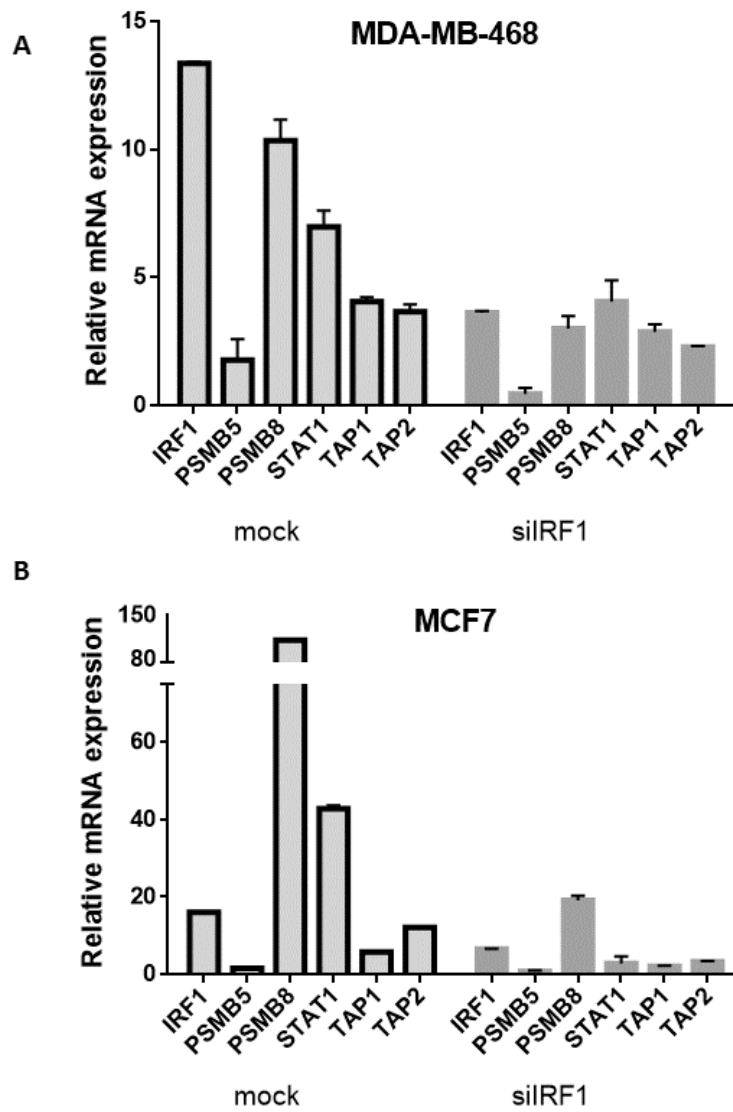 A
MDA-MB-468
Relative mRNA expression
15
10
5
0
IRF1 PSMB5 PSMB8 STAT1 TAP1 TAP2 IRF1 PSMB5 PSMB8 STAT1 TAP1 TAP2
mock siIRF1
B
MCF7
Relative mRNA expression
150
80
60
40
20
0
IRF1 PSMB5 PSMB8 STAT1 TAP1 TAP2 IRF1 PSMB5 PSMB8 STAT1 TAP1 TAP2
mock siIRF1